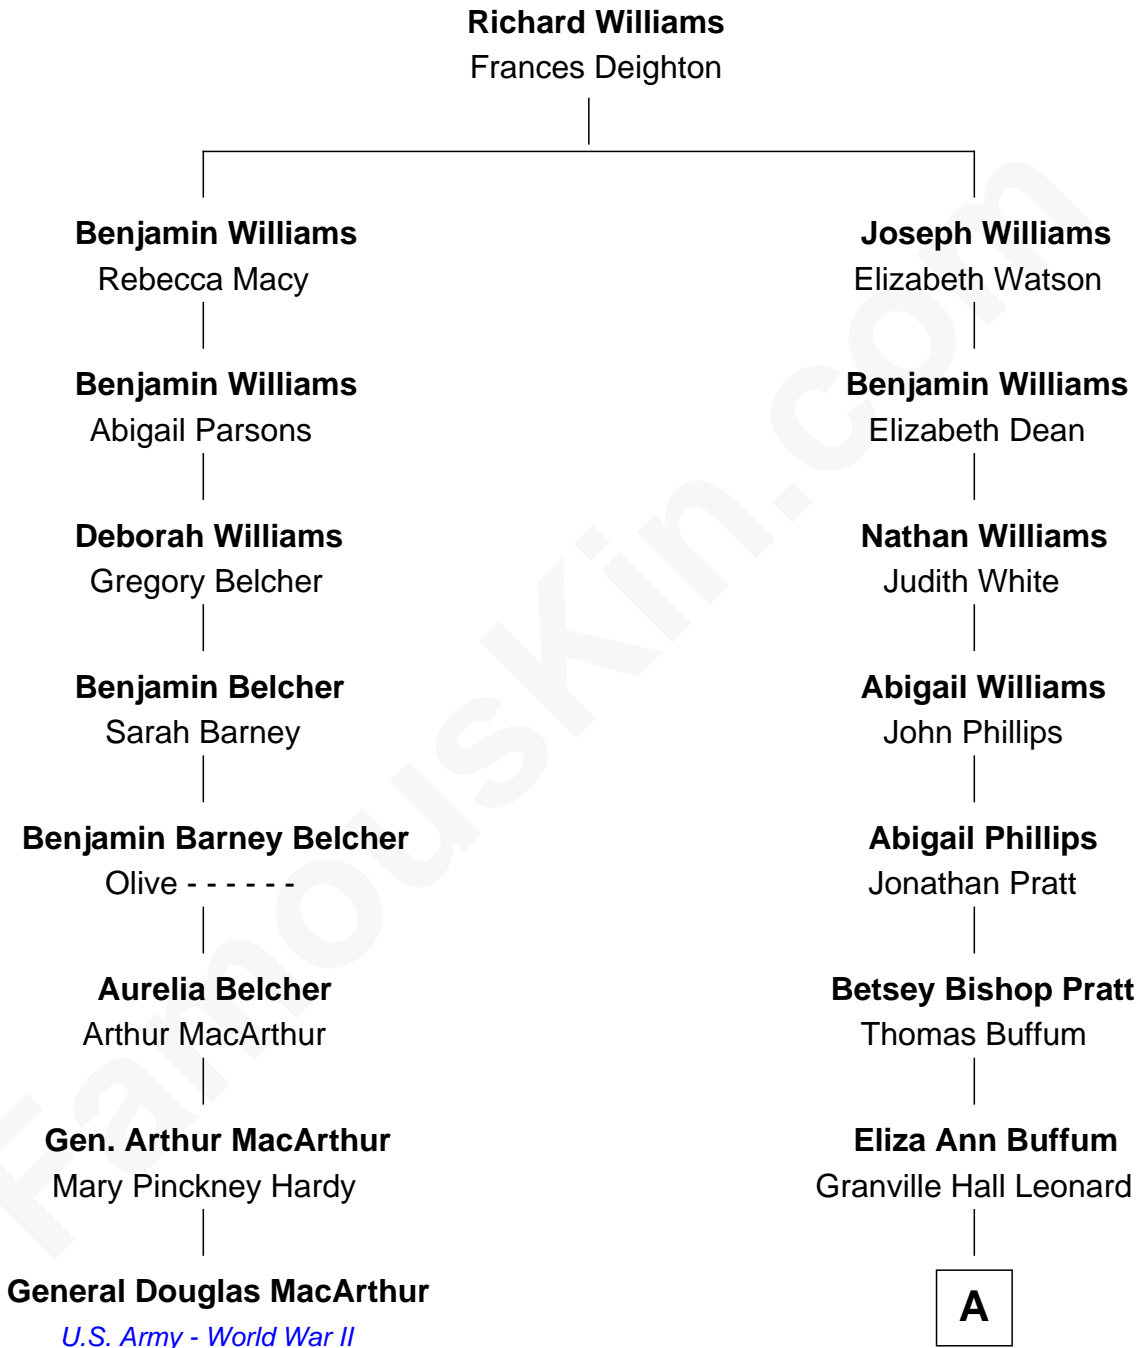 Richard Williams
Frances Deighton
Benjamin Williams
Rebecca Macy
Joseph Williams
Elizabeth Watson
Benjamin Williams
Abigail Parsons
Benjamin Williams
Elizabeth Dean
Deborah Williams
Gregory Belcher
Nathan Williams
Judith White
Benjamin Belcher
Sarah Barney
Abigail Williams
John Phillips
Benjamin Barney Belcher
Olive - - - - - -
Abigail Phillips
Jonathan Pratt
Aurelia Belcher
Arthur MacArthur
Betsey Bishop Pratt
Thomas Buffum
Gen. Arthur MacArthur
Mary Pinckney Hardy
Eliza Ann Buffum
Granville Hall Leonard
General Douglas MacArthur
U.S. Army - World War II
A
FamousKin.com